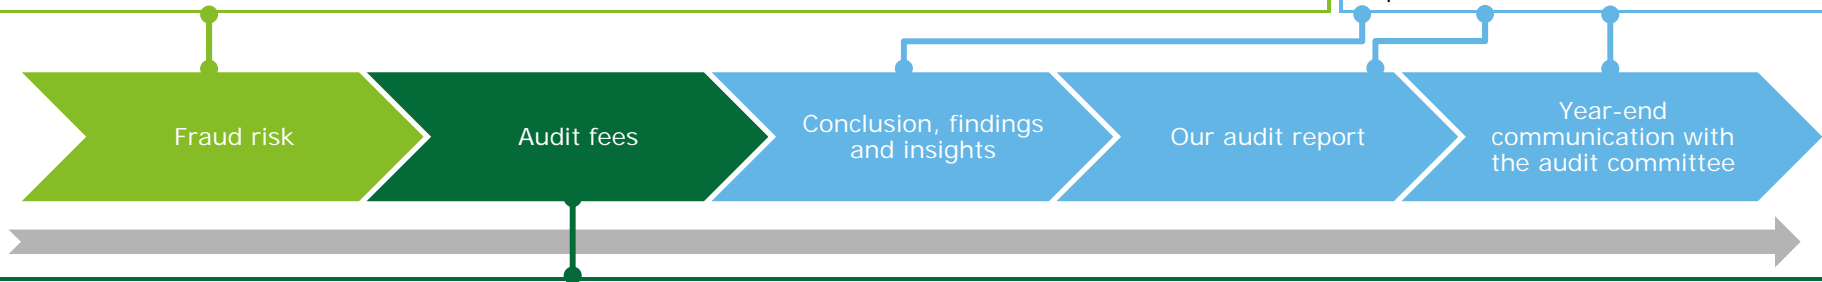 Fraud risk
Audit fees
Conclusion, findings
and insights
Our audit report
Year-end
communication with
the audit committee